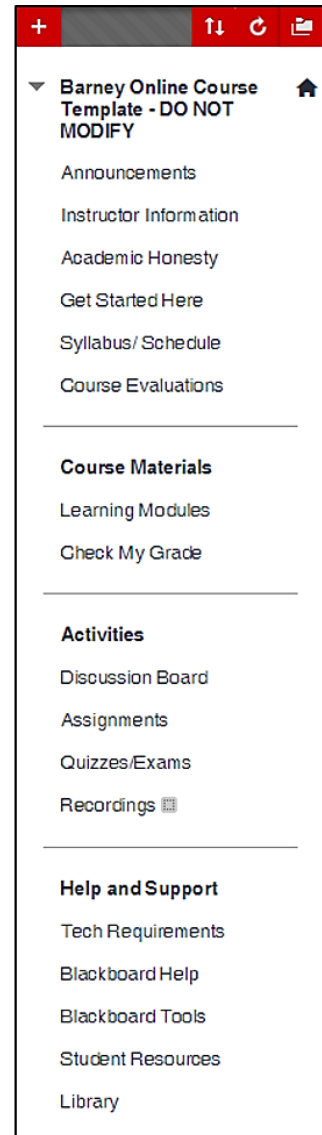 Barney Online Course
Template - DO NOT
MODIFY
Announcements
Instructor Information
Academic Honesty
Get Started Here
Syllabus/ Schedule
Course Evaluations
Course Materials
Learning Modules
Check My Grade
Activities
Discussion Board
Assignments
Quizzes/Exams
Recordings
Help and Support
Tech Requirements
Blackboard Help
Blackboard Tools
Student Resources
Library